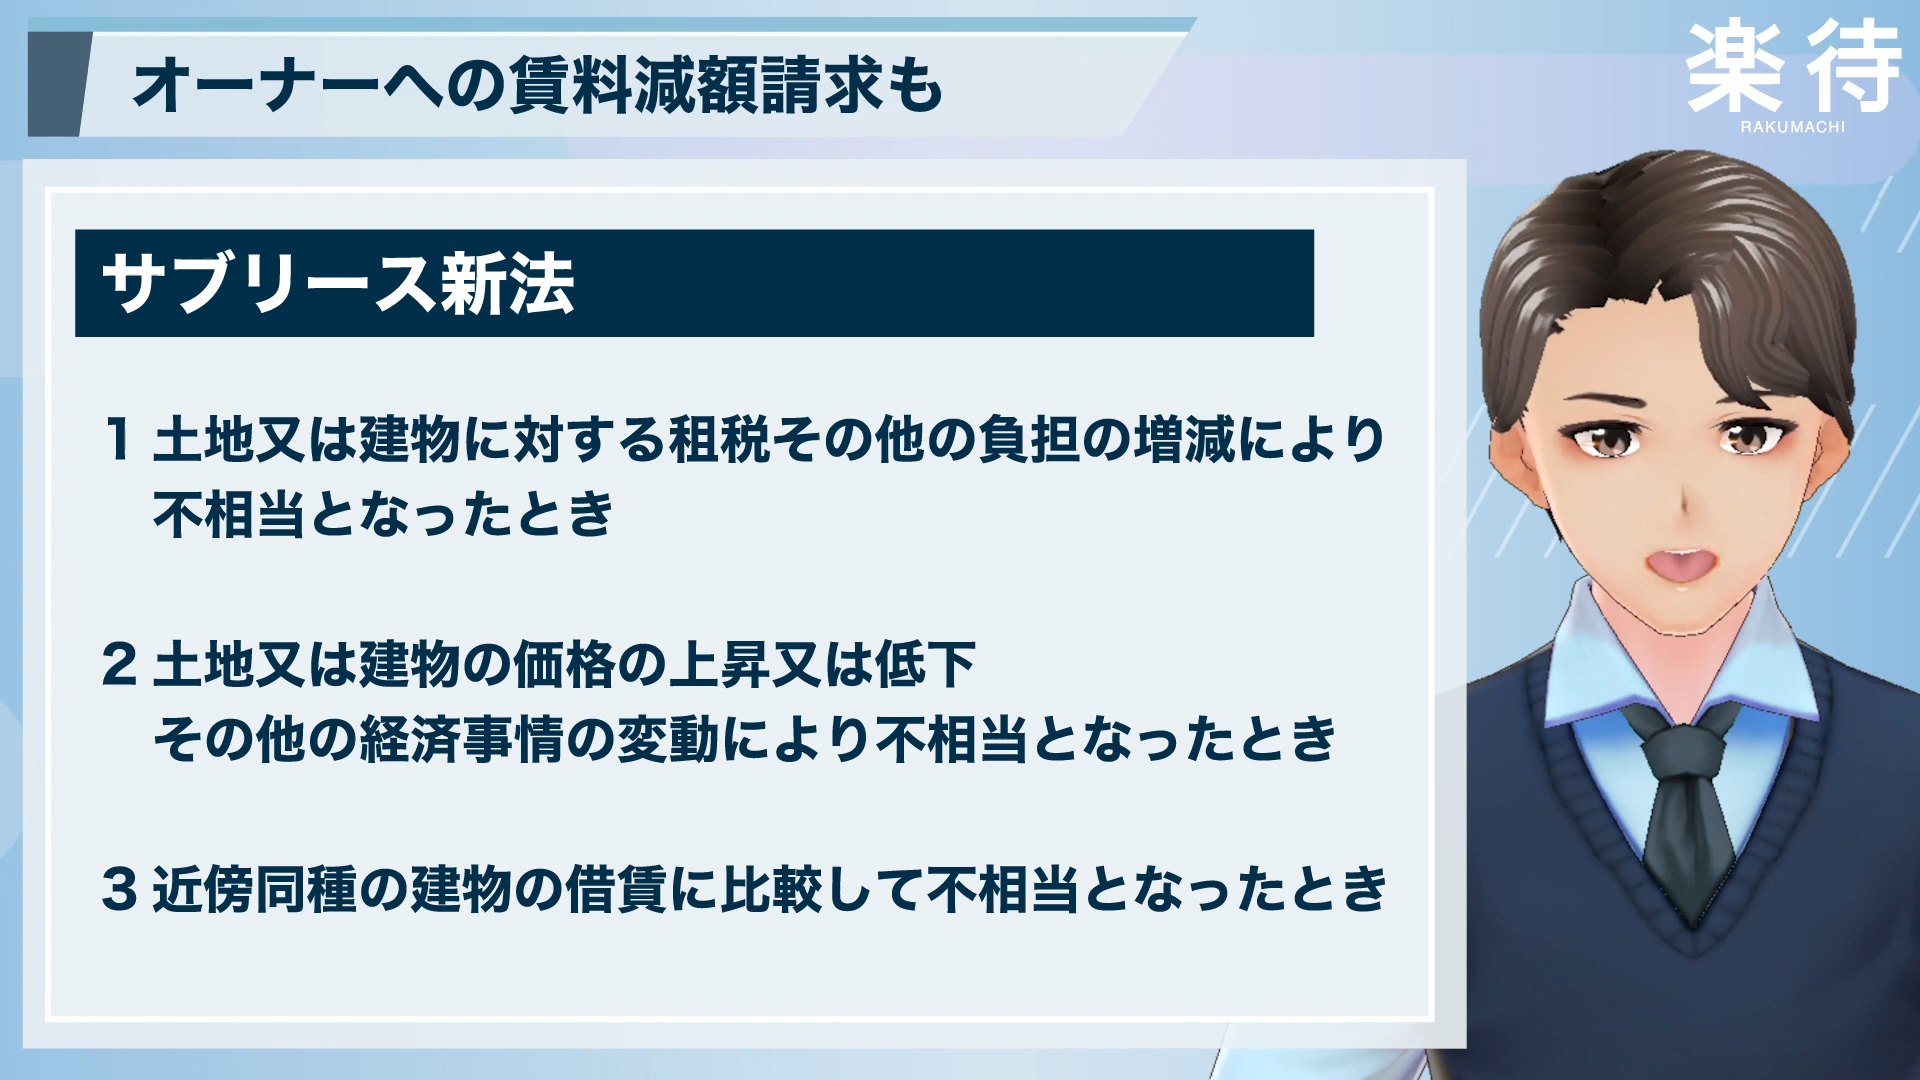 オーナーへの賃料減額請求も
楽待
RAKUMACHI
サブリース新法
1 土地又は建物に対する租税その他の負担の増減により
不相当となったとき
2 土地又は建物の価格の上昇又は低下
その他の経済事情の変動により不相当となったとき
3 近傍同種の建物の借賃に比較して不相当となったとき